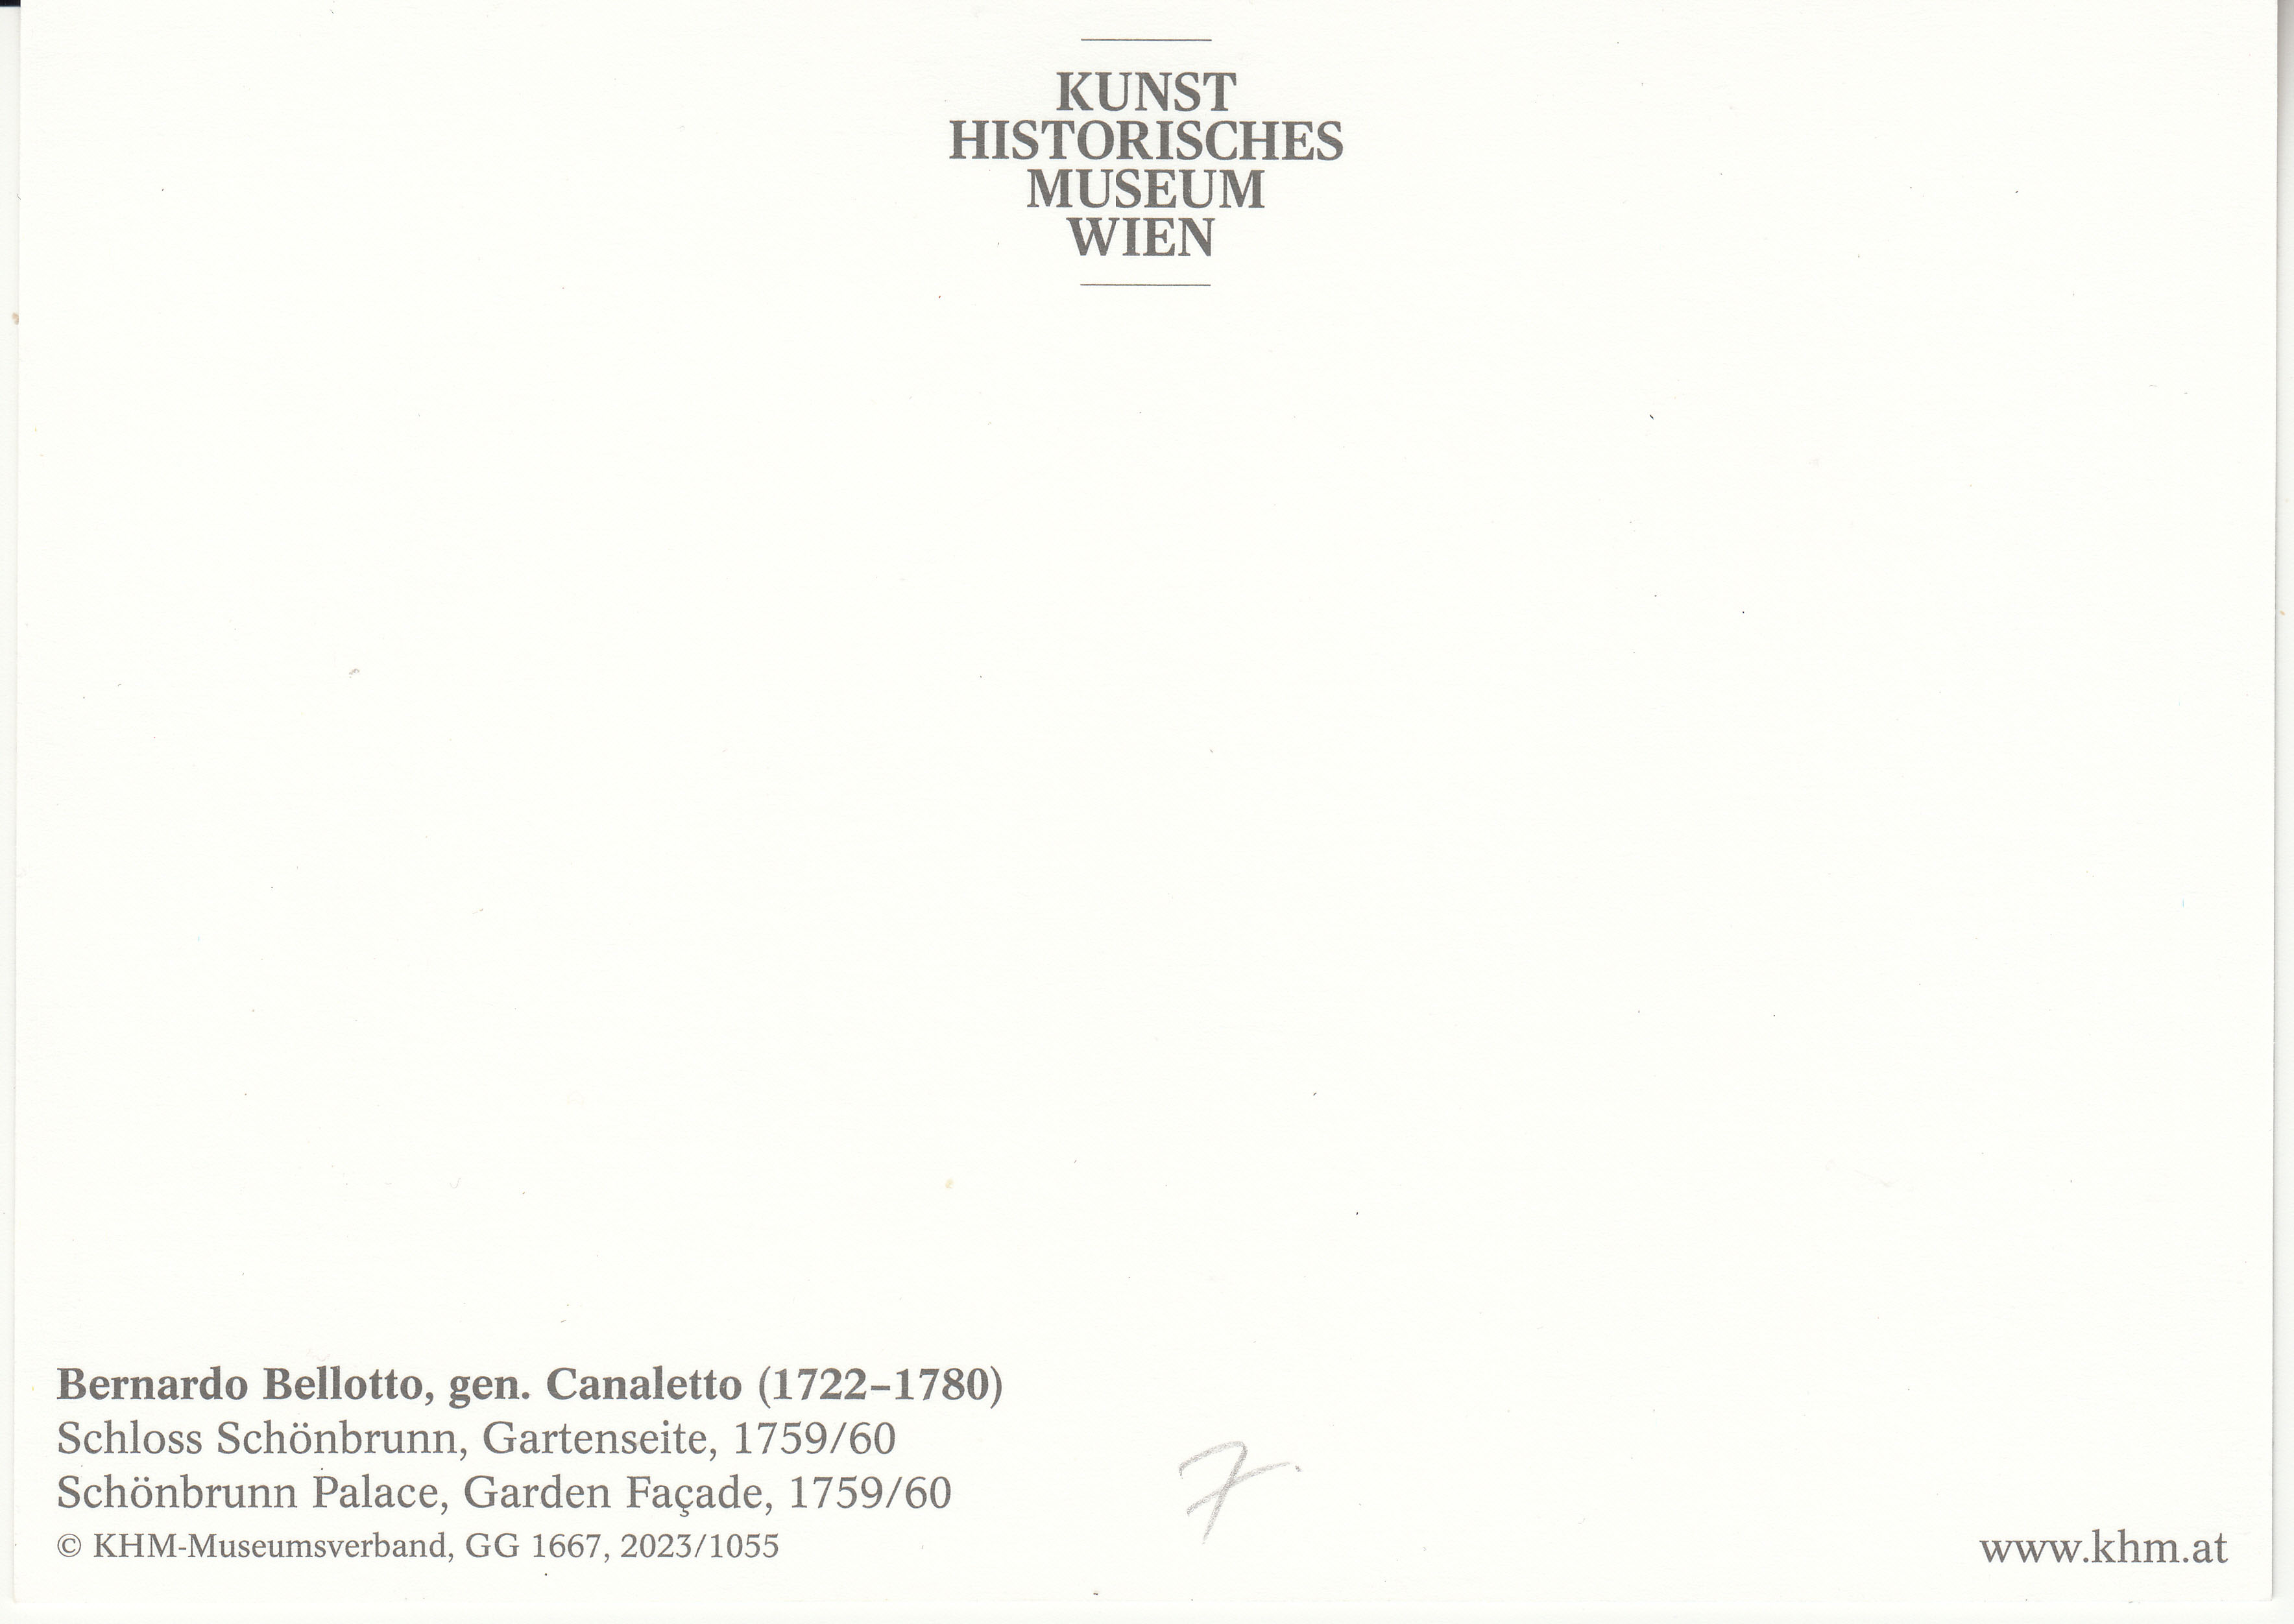 KUNST
HISTORISCHES
MUSEUM
WIEN
Bernardo Bellotto, gen. Canaletto (1722–1780)
Schloss Schönbrunn, Gartenseite, 1759/60
Schönbrunn Palace, Garden Façade, 1759/60
© KHM-Museumsverband, GG 1667, 2023/1055
7
www.khm.at